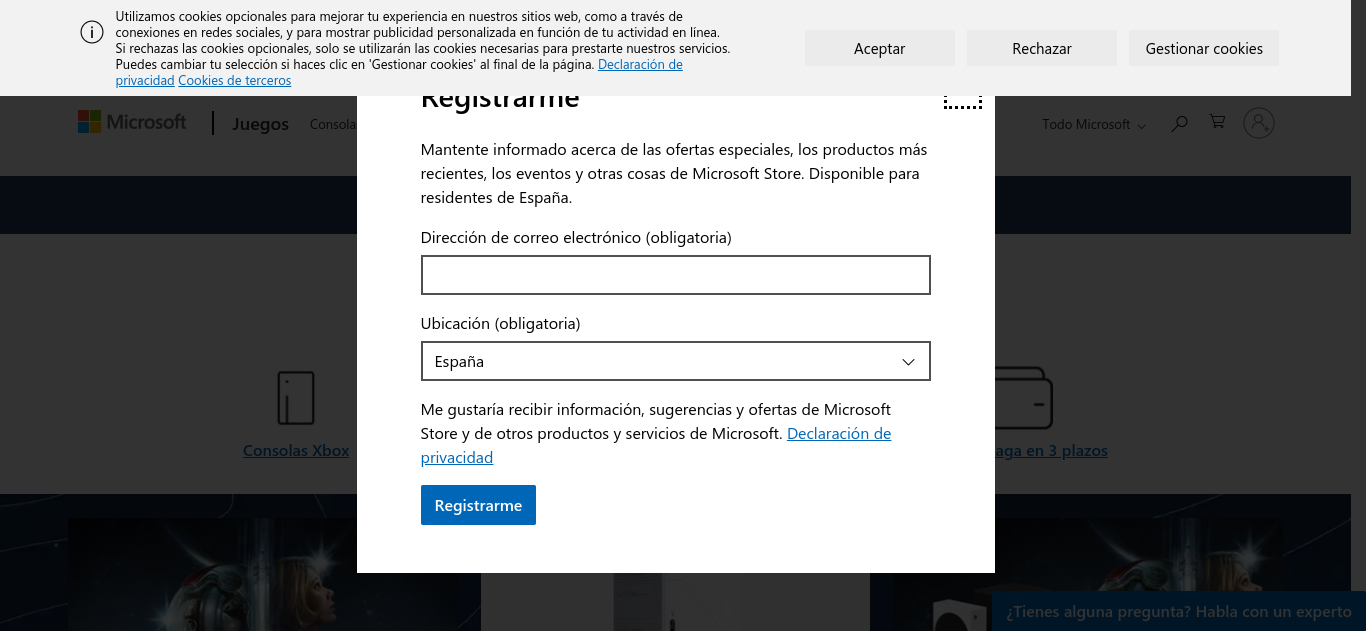 Utilizamos cookies opcionales para mejorar tu experiencia en nuestros sitios web, como a través de
conexiones en redes sociales, y para mostrar publicidad personalizada en función de tu actividad en línea.
Si rechazas las cookies opcionales, solo se utilizarán las cookies necesarias para prestarte nuestros servicios.
Puedes cambiar tu selección si haces clic en 'Gestionar cookies' al final de la página. Declaración de
privacidad Cookies de terceros
Aceptar
Rechazar
Gestionar cookies
Registrarme
Microsoft
Juegos
Consola
Todo Microsoft
Mantente informado acerca de las ofertas especiales, los productos más
recientes, los eventos y otras cosas de Microsoft Store. Disponible para
residentes de España.
Dirección de correo electrónico (obligatoria)
Ubicación (obligatoria)
España
Me gustaría recibir información, sugerencias y ofertas de Microsoft
Store y de otros productos y servicios de Microsoft. Declaración de
privacidad
Consolas Xbox
aga en 3 plazos
Registrarme
¿Tienes alguna pregunta? Habla con un experto